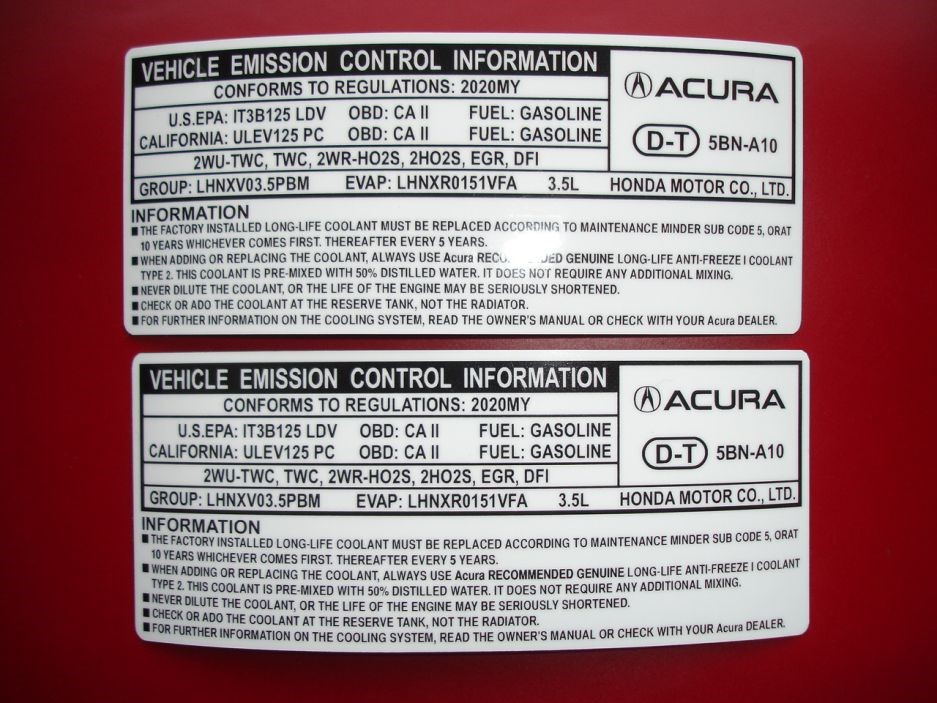 VEHICLE EMISSION CONTROL INFORMATION
CONFORMS TO REGULATIONS: 2020MY
U.S.EPA: IT3B125 LDV OBD: CA II FUEL: GASOLINE
CALIFORNIA: ULEV125 PC OBD: CA II FUEL: GASOLINE
2WU-TWC, TWC, 2WR-HO2S, 2HO2S, EGR, DFI
ACURA
D-T 5BN-A10
GROUP: LHNXV03.5PBM EVAP: LHNXR0151VFA 3.5L HONDA MOTOR CO., LTD.
INFORMATION
■ THE FACTORY INSTALLED LONG-LIFE COOLANT MUST BE REPLACED ACCORDING TO MAINTENANCE MINDER SUB CODE 5, ORAT
10 YEARS WHICHEVER COMES FIRST. THEREAFTER EVERY 5 YEARS.
■ WHEN ADDING OR REPLACING THE COOLANT, ALWAYS USE Acura GENUINE LONG-LIFE ANTI-FREEZE I COOLANT
TYPE 2. THIS COOLANT IS PRE-MIXED WITH 50% DISTILLED WATER. IT DOES NOT REQUIRE ANY ADDITIONAL MIXING.
■ NEVER DILUTE THE COOLANT, OR THE LIFE OF THE ENGINE MAY BE SERIOUSLY SHORTENED.
■ CHECK OR ADO THE COOLANT AT THE RESERVE TANK, NOT THE RADIATOR.
■ FOR FURTHER INFORMATION ON THE COOLING SYSTEM, READ THE OWNER'S MANUAL OR CHECK WITH YOUR Acura DEALER.
VEHICLE EMISSION CONTROL INFORMATION
CONFORMS TO REGULATIONS: 2020MY
U.S.EPA: IT3B125 LDV OBD: CA II FUEL: GASOLINE
CALIFORNIA: ULEV125 PC OBD: CA II FUEL: GASOLINE
2WU-TWC, TWC, 2WR-HO2S, 2HO2S, EGR, DFI
ACURA
D-T 5BN-A10
GROUP: LHNXV03.5PBM EVAP: LHNXR0151VFA 3.5L HONDA MOTOR CO., LTD.
INFORMATION
■ THE FACTORY INSTALLED LONG-LIFE COOLANT MUST BE REPLACED ACCORDING TO MAINTENANCE MINDER SUB CODE 5, ORAT
10 YEARS WHICHEVER COMES FIRST. THEREAFTER EVERY 5 YEARS.
■ WHEN ADDING OR REPLACING THE COOLANT, ALWAYS USE Acura RECOMMENDED GENUINE LONG-LIFE ANTI-FREEZE I COOLANT
TYPE 2. THIS COOLANT IS PRE-MIXED WITH 50% DISTILLED WATER. IT DOES NOT REQUIRE ANY ADDITIONAL MIXING.
■ NEVER DILUTE THE COOLANT, OR THE LIFE OF THE ENGINE MAY BE SERIOUSLY SHORTENED.
■ CHECK OR ADO THE COOLANT AT THE RESERVE TANK, NOT THE RADIATOR.
■ FOR FURTHER INFORMATION ON THE COOLING SYSTEM, READ THE OWNER'S MANUAL OR CHECK WITH YOUR Acura DEALER.